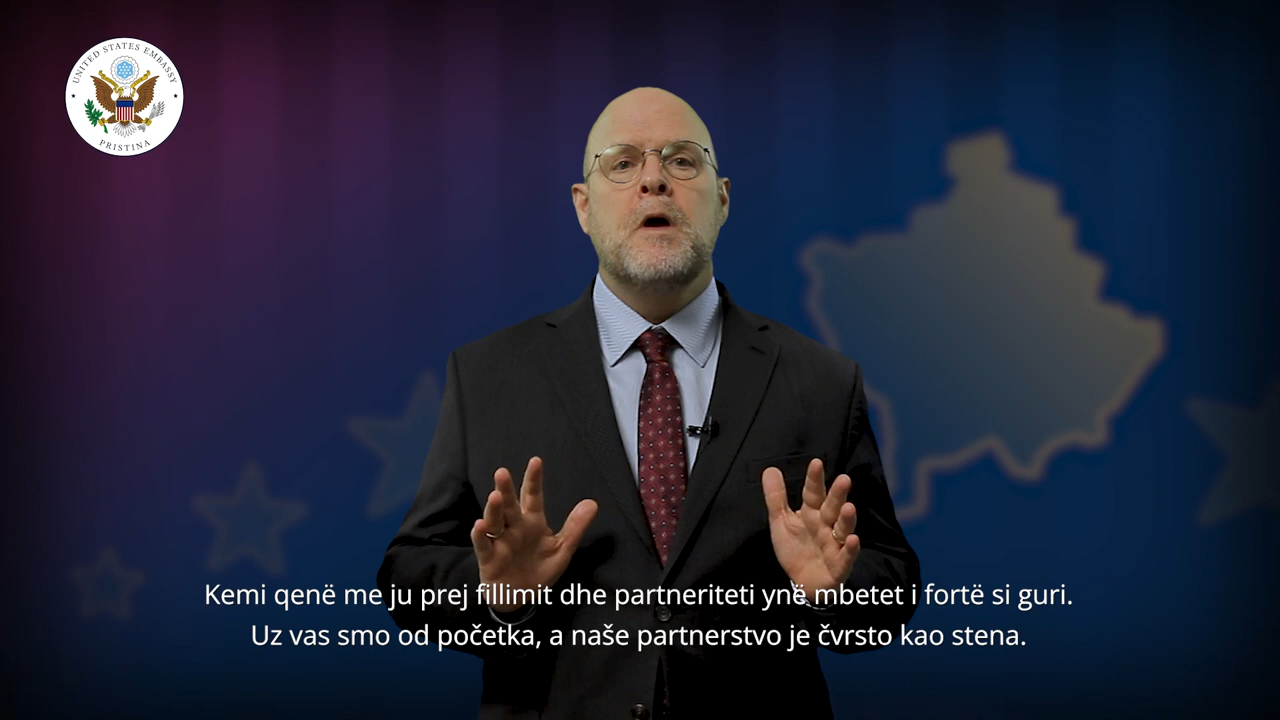 UNITED STATES EMBASSY
PRISTINA
Kemi qenë me ju prej fillimit dhe partneriteti ynë mbetet i fortë si guri.
Uz vas smo od početka, a naše partnerstvo je čvrsto kao stena.